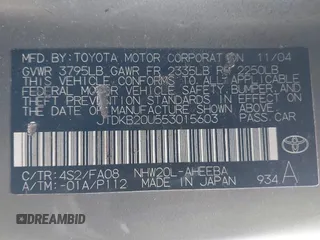 MFD. BY: TOYOTA MOTOR CORPORATION 11/04
GVWR 3795LB GAWR FR 2335LB RR 2250LB
THIS VEHICLE CONFORMS TO ALL APPLICABLE
FEDERAL MOTOR VEHICLE SAFETY, BUMPER, AND
THEFT PREVENTION STANDARDS IN EFFECT ON
THE DATE OF MANUFACTURE SHOWN ABOVE.
JTDKB20U553015603 PASS. CAR
TOYOTA
C/TR: 4S2/FA08 NHW20L-AHEEBA
A/TM: -01A/P112 MADE IN JAPAN 934 A
© DREAMBID